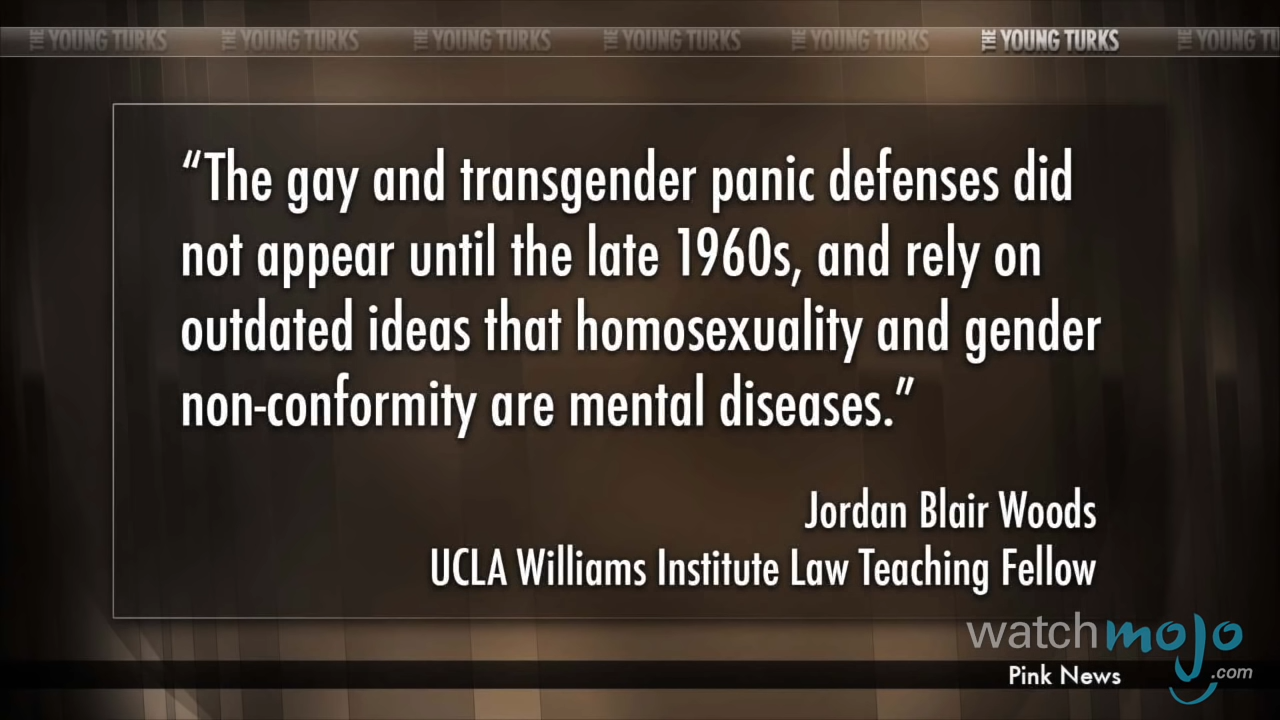 THE YOUNG TURKS THE YOUNG TURKS THE YOUNG TURKS THE YOUNG TURKS THE YOUNG TURKS THE YOUNG TURKS THE YOUNG TU
“The gay and transgender panic defenses did
not appear until the late 1960s, and rely on
outdated ideas that homosexuality and gender
non-conformity are mental diseases.”
Jordan Blair Woods
UCLA Williams Institute Law Teaching Fellow
watchmojo
.com
Pink News